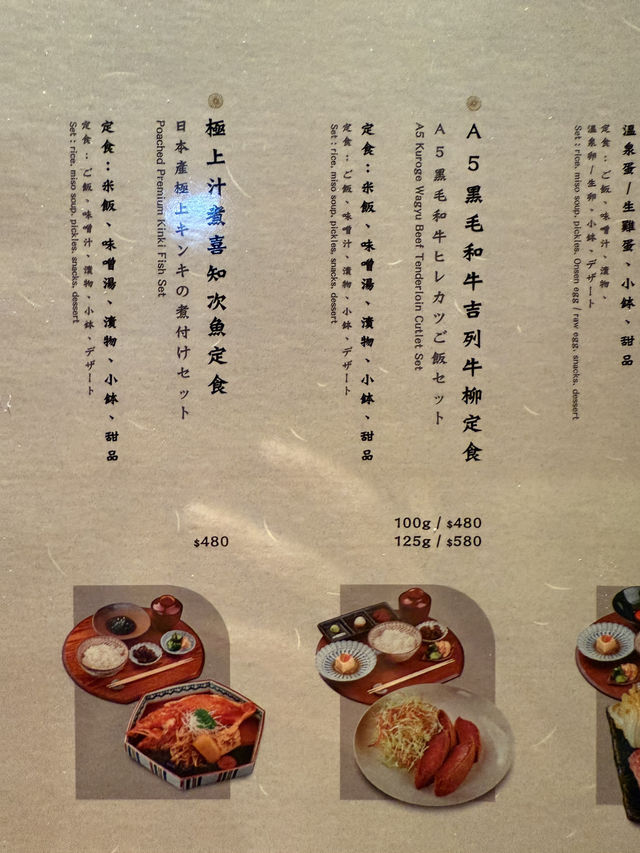 溫泉蛋/生雞蛋、小鉢、甜品
定食:ご飯、味噌汁、漬物、
温泉卵/生卵、小鉢、デザート
Set : rice, miso soup, pickles, Onsen egg / raw egg, snacks, dessert
A5黑毛和牛吉列牛柳定食
A5黒毛和牛ヒレカツご飯セット
A5 Kuroge Wagyu Beef Tenderloin Cutlet Set
定食:米飯、味噌湯、漬物、小鉢、甜品
定食:ご飯、味噌汁、漬物、小鉢、デザート
Set : rice, miso soup, pickles, snacks, dessert
100g / $480
125g / $580
極上汁煮喜知次魚定食
日本産極上キンキの煮付けセット
Poached Premium Kinki Fish Set
定食:米飯、味噌湯、漬物、小鉢、甜品
定食:ご飯、味噌汁、漬物、小鉢、デザート
Set : rice, miso soup, pickles, snacks, dessert
$480